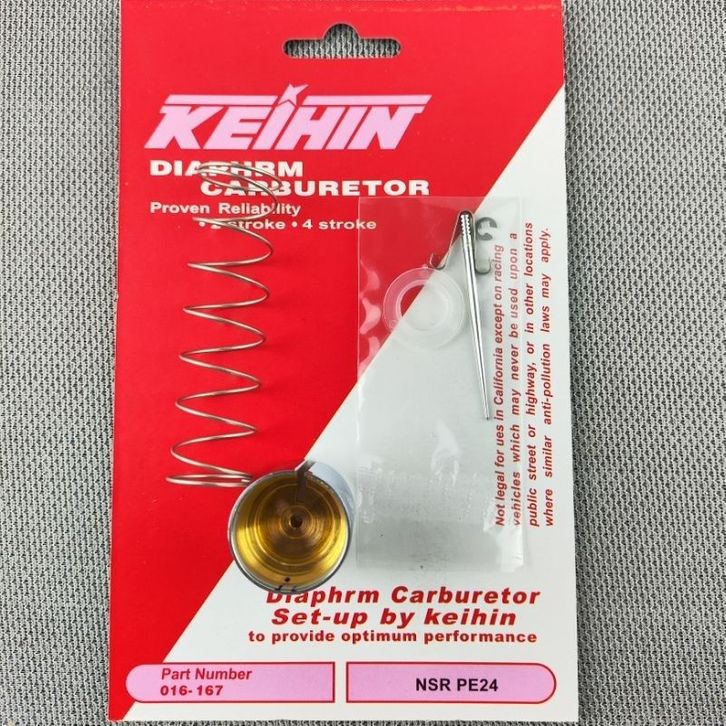 KEIHIN
DIAPHRM
CARBURETOR
Proven Reliability
• 2 stroke • 4 stroke
Not legal for ues in California except on racing
vehicles which may never be used upon a
public street or highway, or in other locations
where similar anti-pollution laws may apply.
Diaphrm Carburetor
Set-up by keihin
to provide optimum performance
Part Number
016-167
NSR PE24